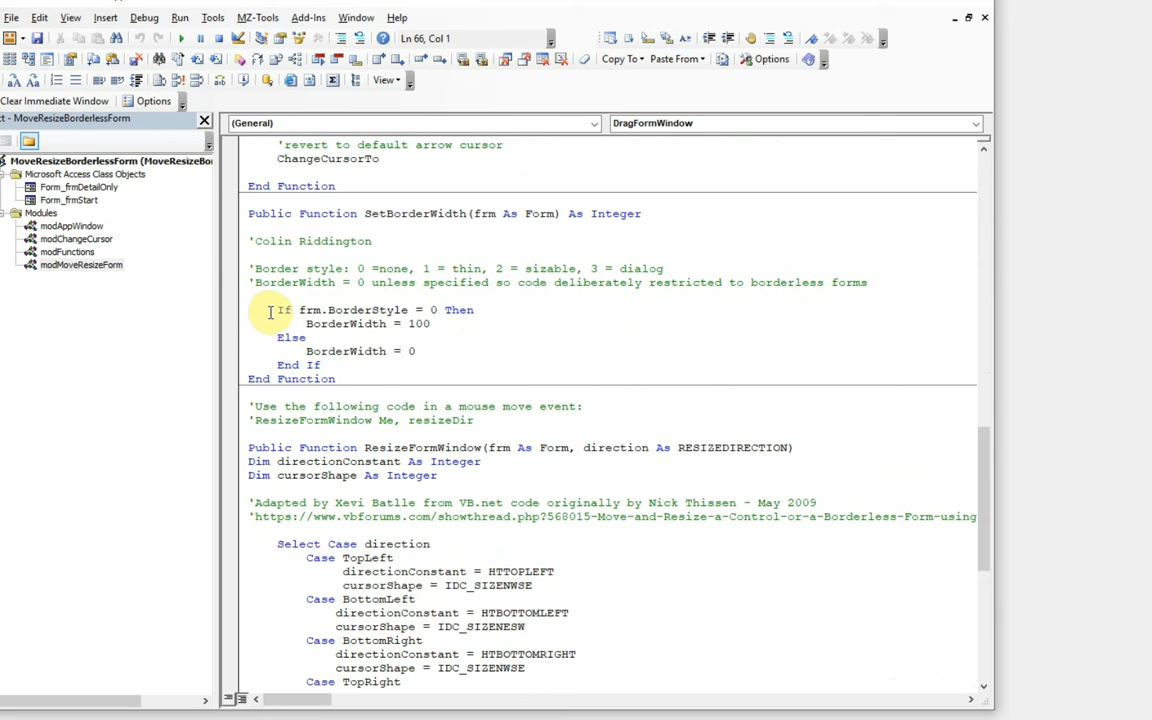 File Edit View Insert Debug Run Tools MZ-Tools Add-Ins Window Help
Ln 66, Col 1
Copy To Paste From Options
View
Clear Immediate Window Options
ct - MoveResizeBorderlessForm
(General) DragFormWindow
MoveResizeBorderlessForm (MoveResizeBor
Microsoft Access Class Objects
Form_frmDetailOnly
Form_frmStart
Modules
modAppWindow
modChangeCursor
modFunctions
modMoveResizeForm
'revert to default arrow cursor
ChangeCursorTo
End Function
Public Function SetBorderWidth(frm As Form) As Integer
'Colin Riddington
'Border style: 0 =none, 1 = thin, 2 = sizable, 3 = dialog
'BorderWidth = 0 unless specified so code deliberately restricted to borderless forms
If frm.BorderStyle = 0 Then
BorderWidth = 100
Else
BorderWidth = 0
End If
End Function
'Use the following code in a mouse move event:
'ResizeFormWindow Me, resizeDir
Public Function ResizeFormWindow(frm As Form, direction As RESIZEDIRECTION)
Dim directionConstant As Integer
Dim cursorShape As Integer
'Adapted by Xevi Batlle from VB.net code originally by Nick Thissen - May 2009
'https://www.vbforums.com/showthread.php?568015-Move-and-Resize-a-Control-or-a-Borderless-Form-using
Select Case direction
Case TopLeft
directionConstant = HTTOPLEFT
cursorShape = IDC_SIZENWSE
Case BottomLeft
directionConstant = HTBOTTOMLEFT
cursorShape = IDC_SIZENESW
Case BottomRight
directionConstant = HTBOTTOMRIGHT
cursorShape = IDC_SIZENWSE
Case TopRight